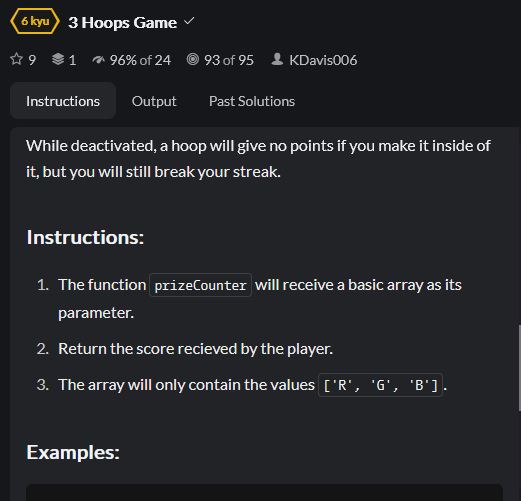 6 kyu 3 Hoops Game
9 1 96% of 24 93 of 95 KDavis006
Instructions Output Past Solutions
While deactivated, a hoop will give no points if you make it inside of
it, but you will still break your streak.
Instructions:
1. The function prizeCounter will receive a basic array as its
parameter.
2. Return the score recieved by the player.
3. The array will only contain the values ['R', 'G', 'B'].
Examples: